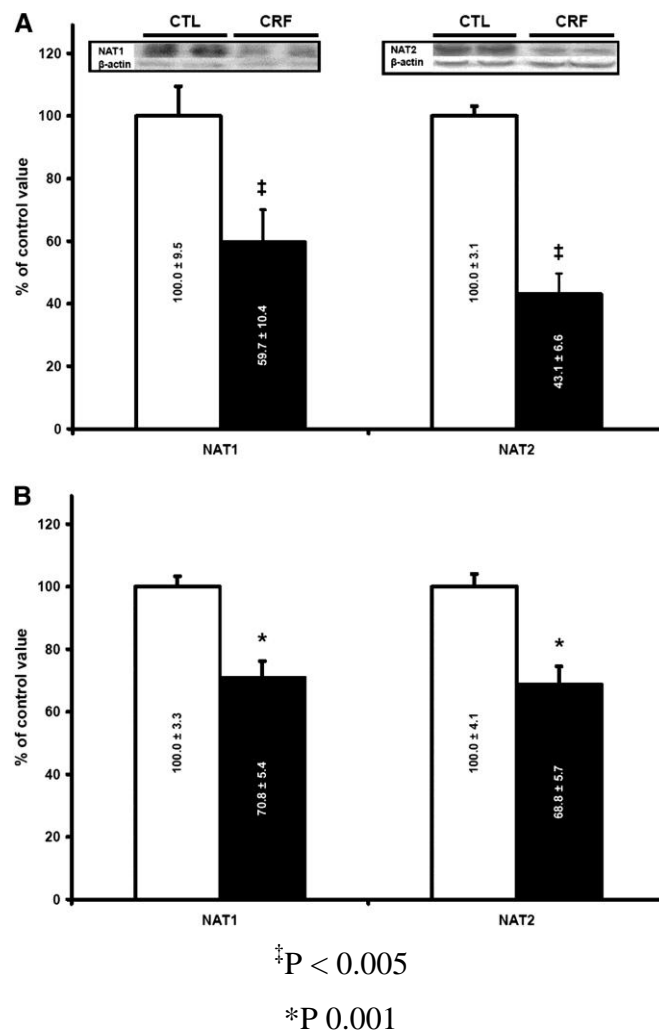 A
CTL CRF CTL CRF
NAT1
β-actin
NAT2
β-actin
% of control value
120
100
80
60
40
20
0
100.0 ± 9.5
‡
59.7 ± 10.4
100.0 ± 3.1
‡
43.1 ± 6.6
NAT1 NAT2
B
% of control value
120
100
80
60
40
20
0
100.0 ± 3.3
*
70.8 ± 5.4
100.0 ± 4.1
*
68.8 ± 5.7
NAT1 NAT2
‡P < 0.005
*P 0.001